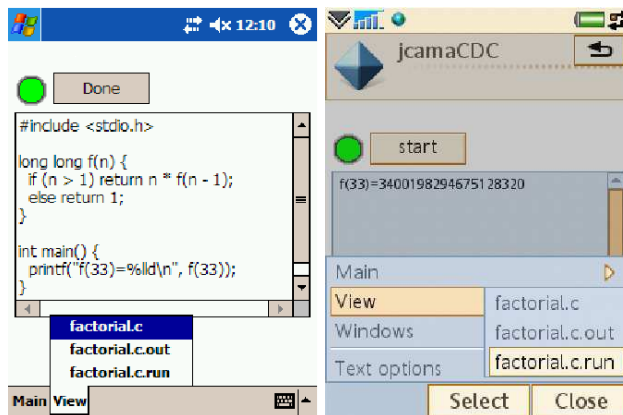 12:10
Done
#include <stdio.h>
long long f(n) {
if (n > 1) return n * f(n - 1);
else return 1;
}
int main() {
printf("f(33)=%lld\n", f(33));
}
factorial.c
factorial.c.out
factorial.c.run
Main View
jcamaCDC
start
f(33)=3400198294675128320
Main
View
Windows
Text options
factorial.c
factorial.c.out
factorial.c.run
Select Close